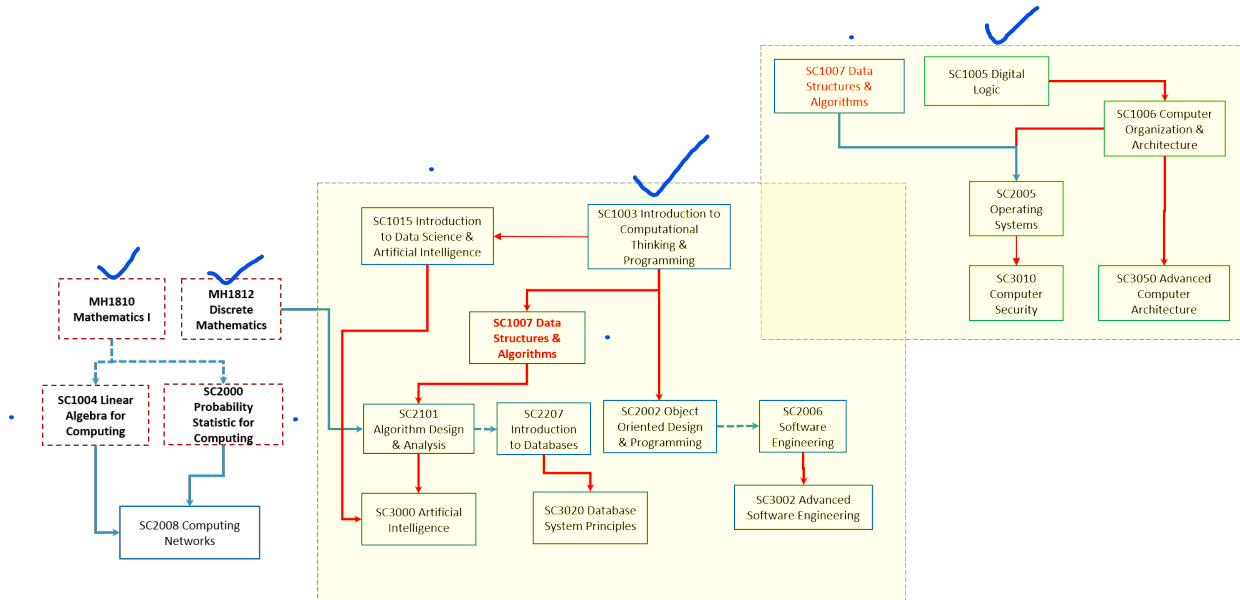 SC1007 Data
Structures &
Algorithms
SC1005 Digital
Logic
SC1006 Computer
Organization &
Architecture
SC2005
Operating
Systems
SC3010
Computer
Security
SC3050 Advanced
Computer
Architecture
SC1015 Introduction
to Data Science &
Artificial Intelligence
SC1003 Introduction to
Computational
Thinking &
Programming
MH1810
Mathematics I
MH1812
Discrete
Mathematics
SC1007 Data
Structures &
Algorithms
SC1004 Linear
Algebra for
Computing
SC2000
Probability
Statistic for
Computing
SC2101
Algorithm Design
& Analysis
SC2207
Introduction
to Databases
SC2002 Object
Oriented Design
& Programming
SC2006
Software
Engineering
SC2008 Computing
Networks
SC3000 Artificial
Intelligence
SC3020 Database
System Principles
SC3002 Advanced
Software Engineering